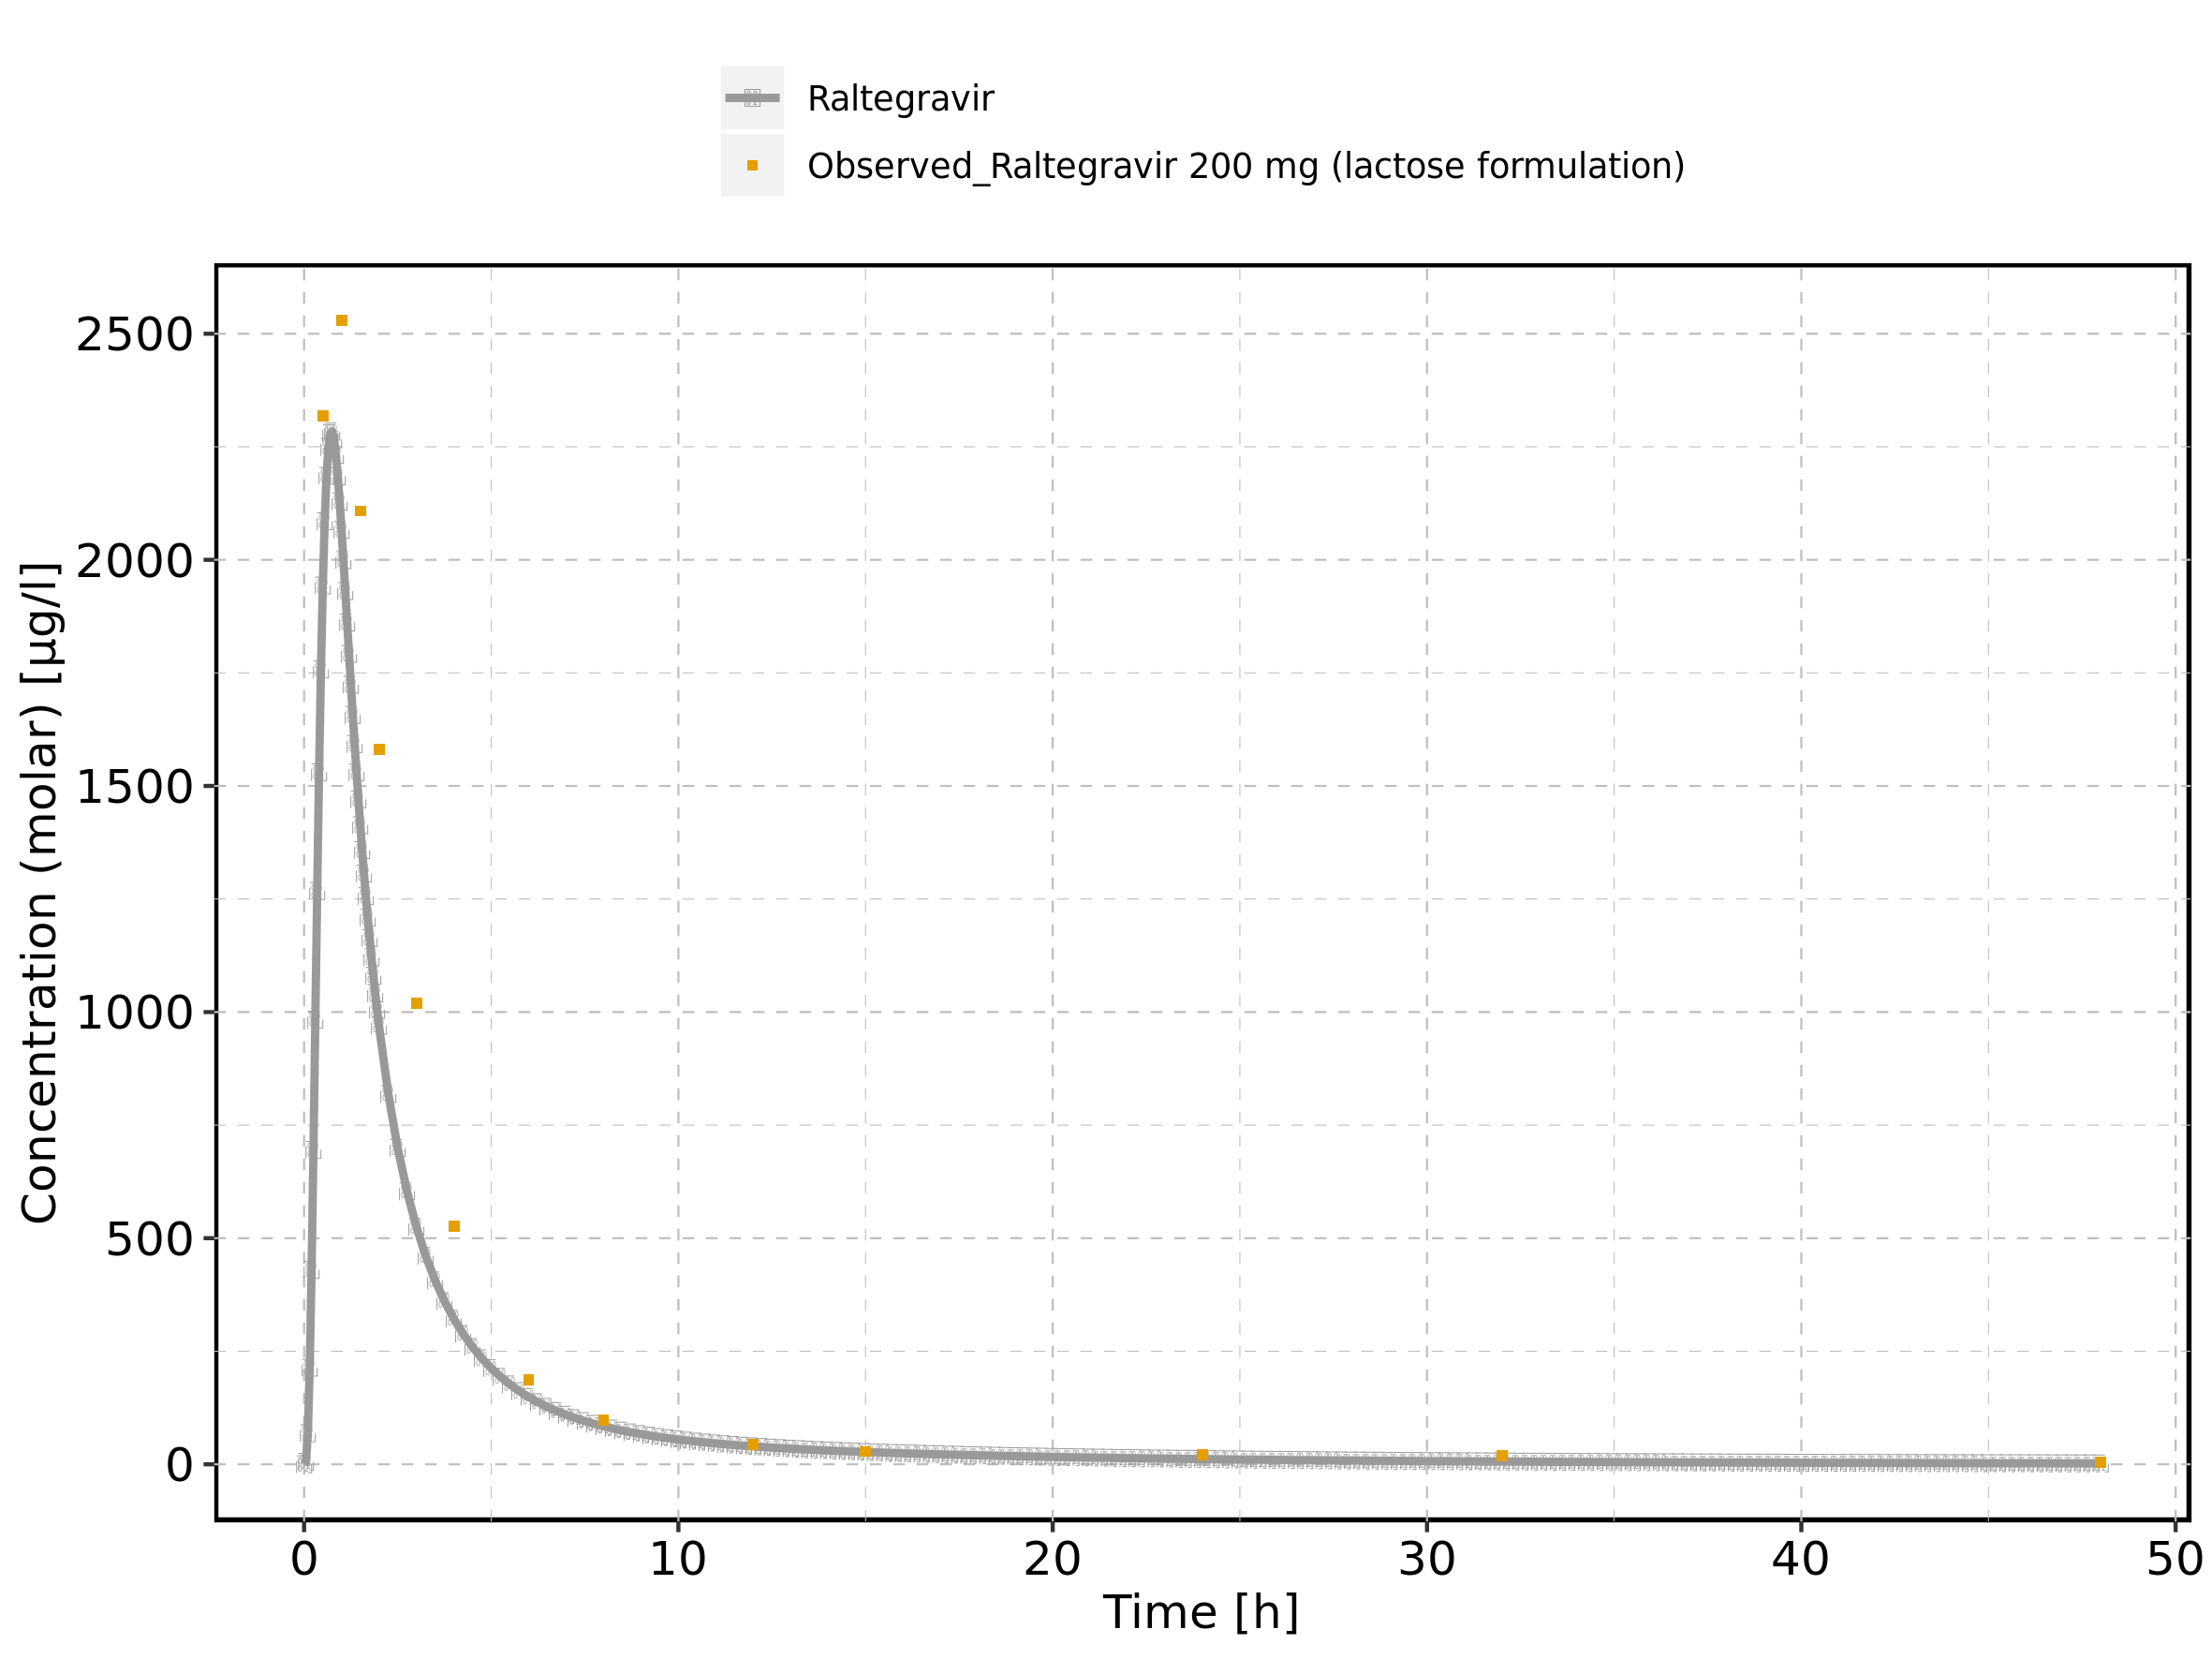 Raltegravir
Observed_Raltegravir 200 mg (lactose formulation)
Concentration (molar) [µg/l]
2500
2000
1500
1000
500
0
0 10 20 30 40 50
Time [h]